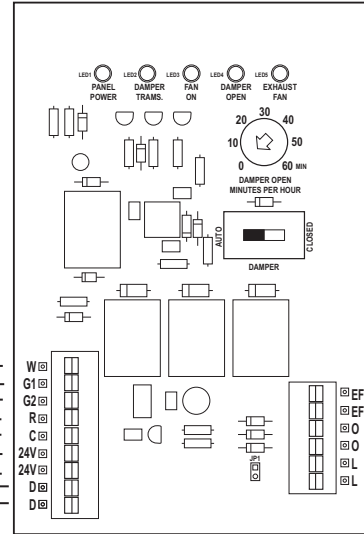 LED1 LED2 LED3 LED4 LED5
PANEL POWER
DAMPER TRAMS.
FAN ON
DAMPER OPEN
EXHAUST FAN
0 10 20 30 40 50 60 MIN
DAMPER OPEN
MINUTES PER HOUR
AUTO
CLOSED
DAMPER
W
G1
G2
R
C
24V
24V
D
D
JP1
EF
EF
O
O
L
L